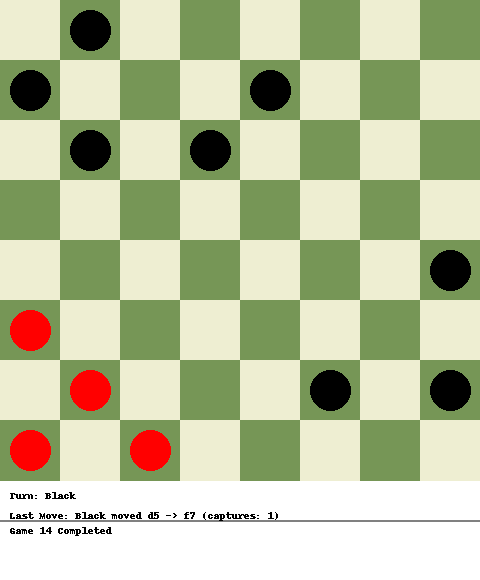 Turn: Black
Last Move: Black moved d5 -> f7 (captures: 1)
Game 14 Completed